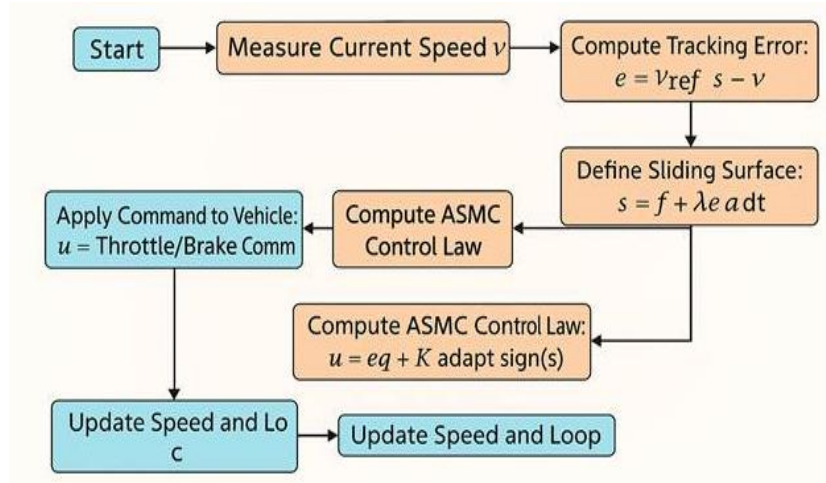 Start
Measure Current Speed ν
Compute Tracking Error:
e = νref s − ν
Define Sliding Surface:
s = f + λe a dt
Compute ASMC
Control Law
Apply Command to Vehicle:
u = Throttle/Brake Comm
Compute ASMC Control Law:
u = eq + K adapt sign(s)
Update Speed and Lo
c
Update Speed and Loop